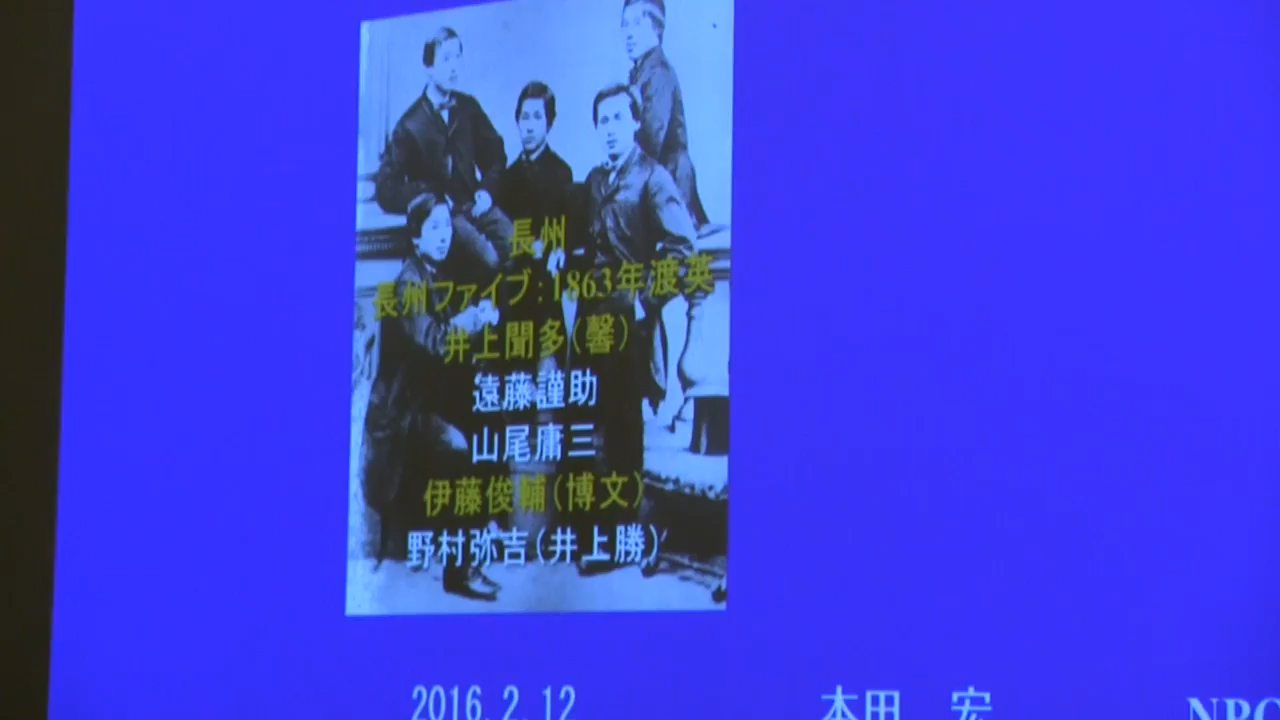 長州
長州ファイブ:1863年渡英
井上聞多(馨)
遠藤謹助
山尾庸三
伊藤俊輔(博文)
野村弥吉(井上勝)
2016.2.12 本田 宏 NPO